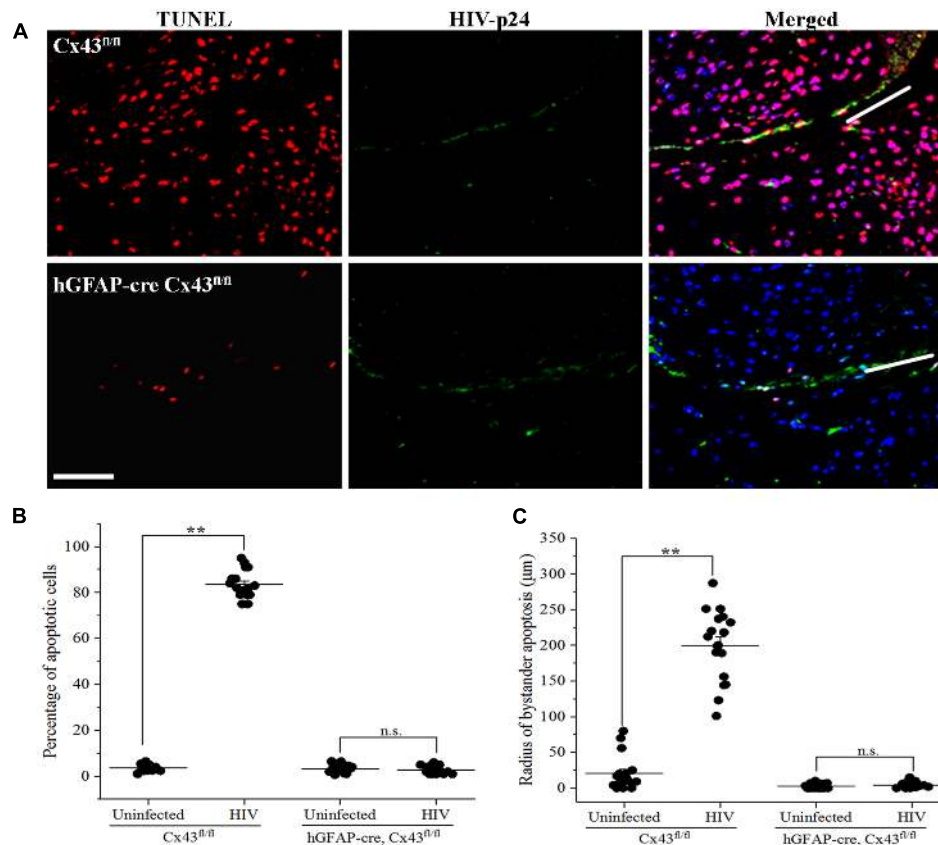 TUNEL HIV-p24 Merged
A
Cx43fl/fl
hGFAP-cre Cx43fl/fl
B
Percentage of apoptotic cells
100
80
60
40
20
0
**
n.s.
Uninfected HIV Uninfected HIV
Cx43fl/fl hGFAP-cre, Cx43fl/fl
C
Radius of bystander apoptosis (µm)
350
300
250
200
150
100
50
0
**
n.s.
Uninfected HIV Uninfected HIV
Cx43fl/fl hGFAP-cre, Cx43fl/fl